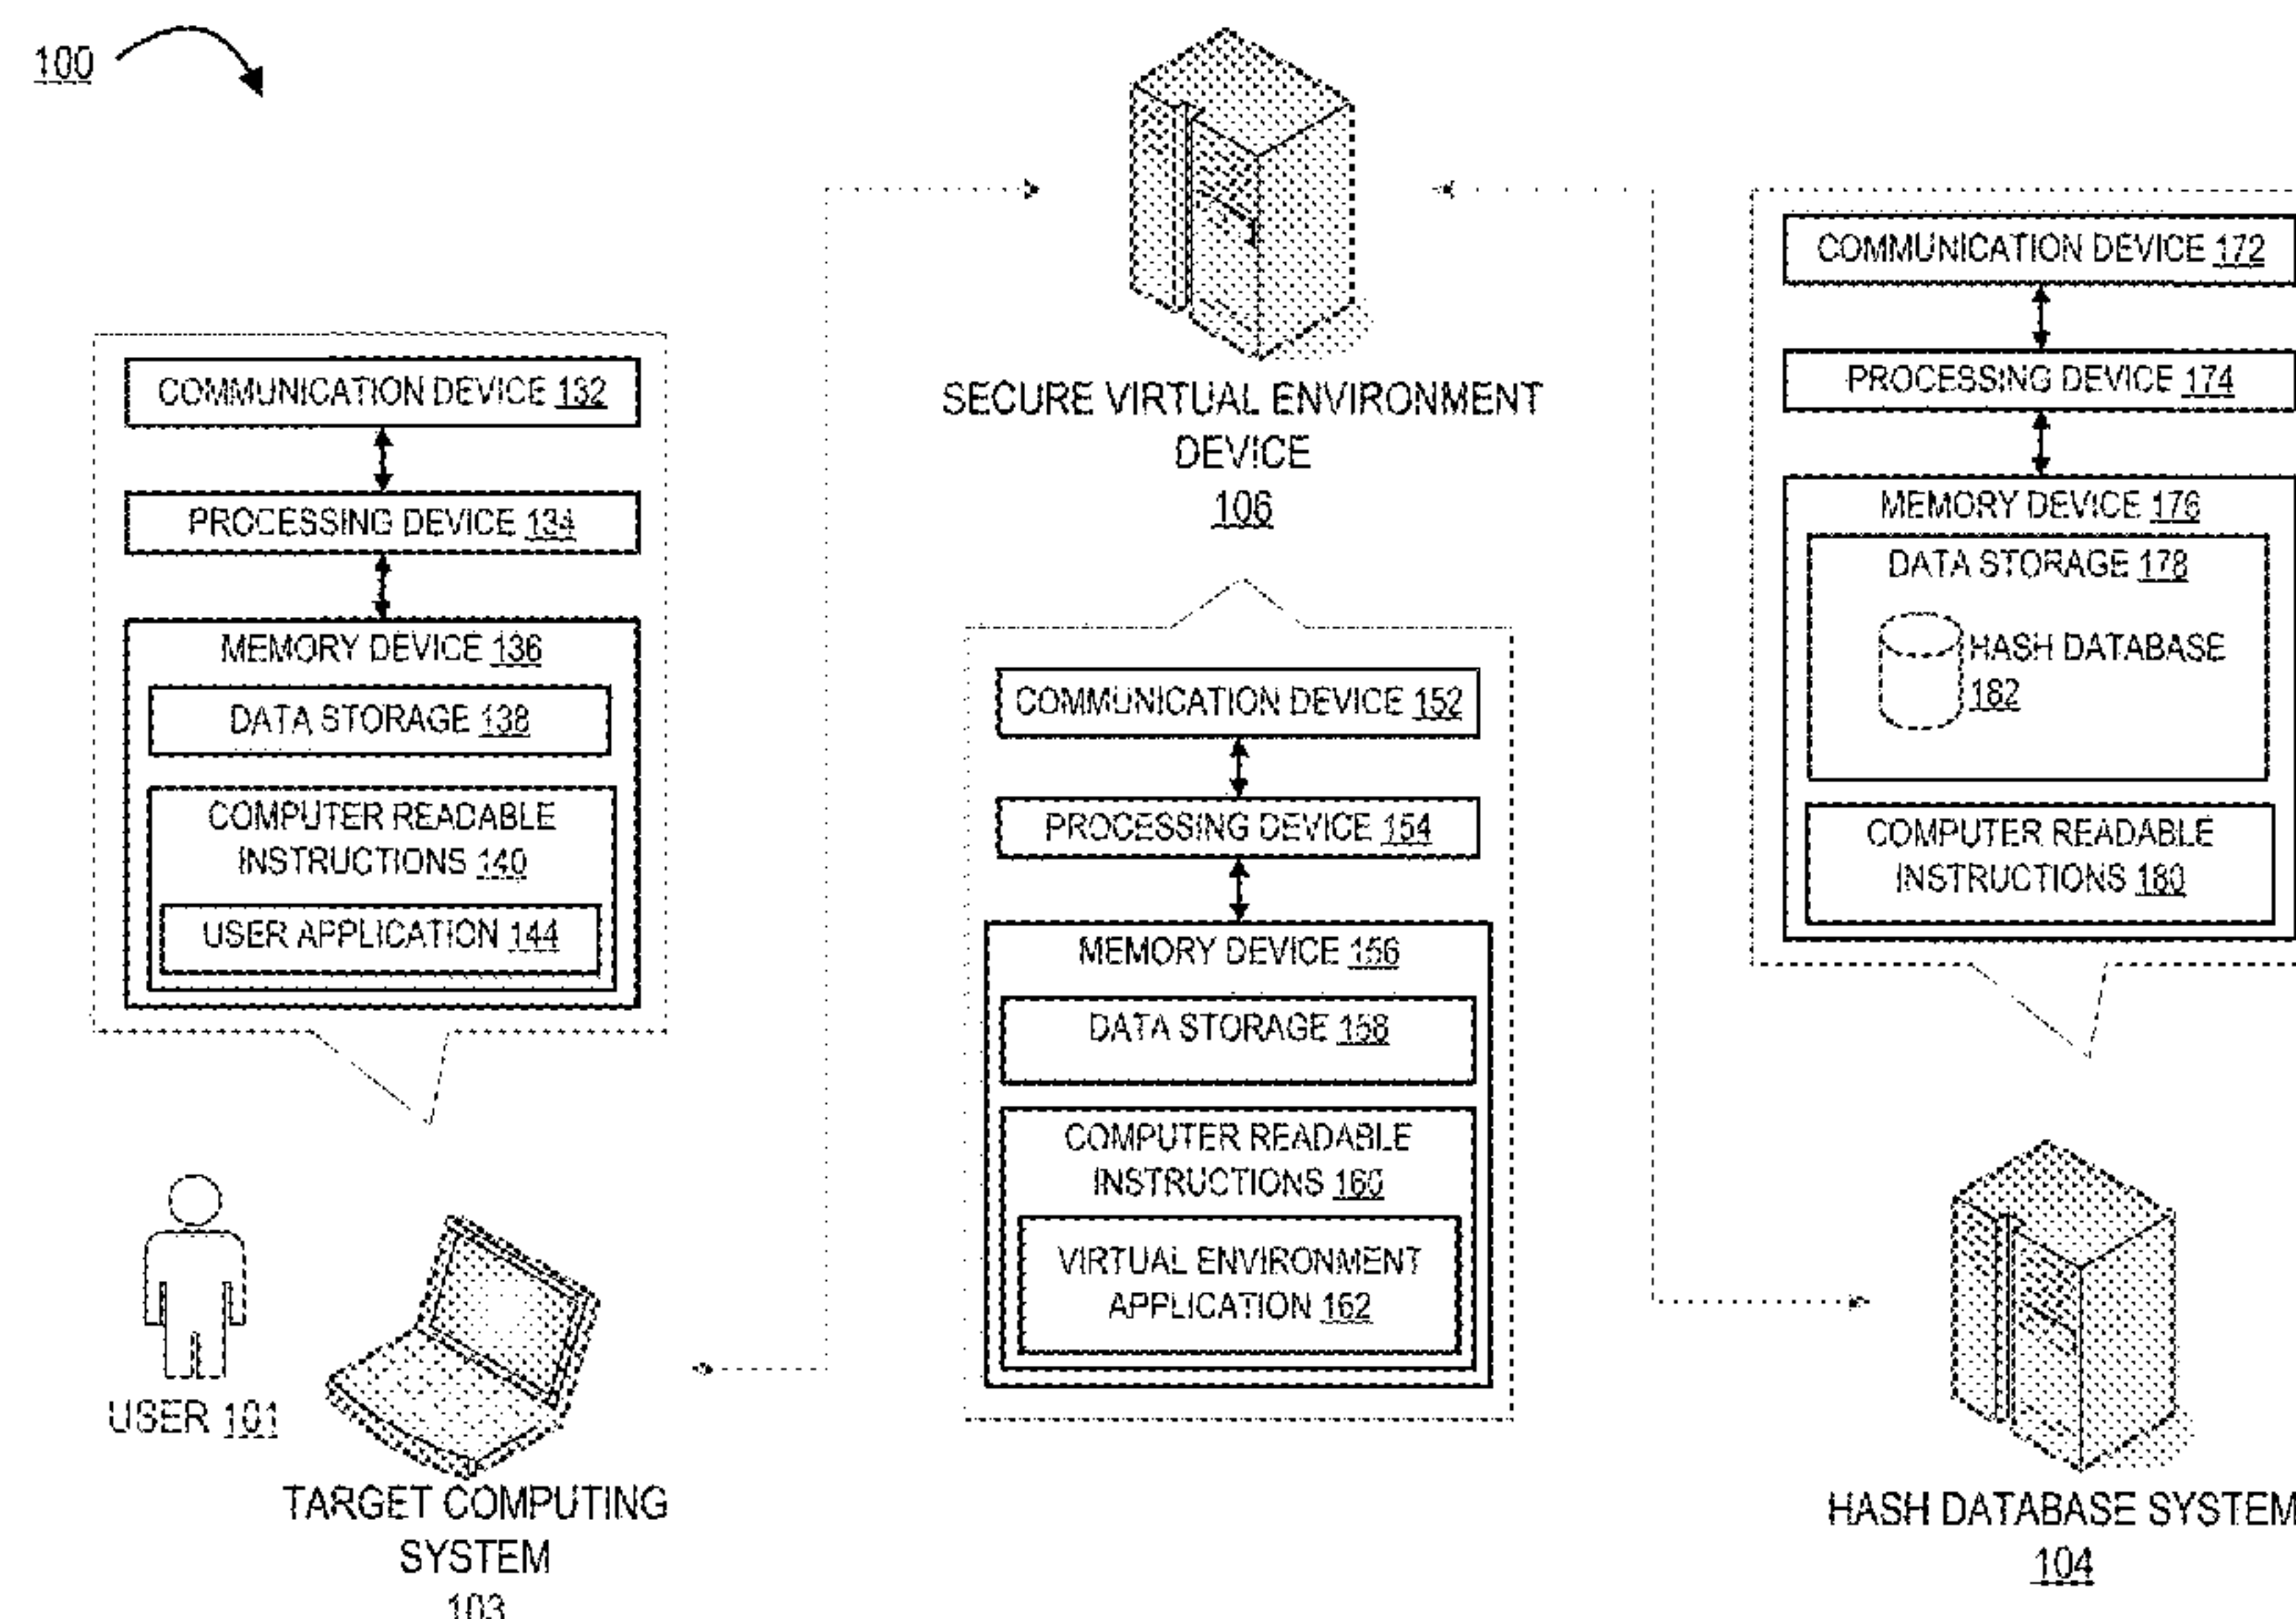 100
COMMUNICATION DEVICE 132
PROCESSING DEVICE 134
MEMORY DEVICE 136
DATA STORAGE 138
COMPUTER READABLE
INSTRUCTIONS 140
USER APPLICATION 144
USER 101
TARGET COMPUTING
SYSTEM
103
SECURE VIRTUAL ENVIRONMENT
DEVICE
106
COMMUNICATION DEVICE 152
PROCESSING DEVICE 154
MEMORY DEVICE 156
DATA STORAGE 158
COMPUTER READABLE
INSTRUCTIONS 160
VIRTUAL ENVIRONMENT
APPLICATION 162
COMMUNICATION DEVICE 172
PROCESSING DEVICE 174
MEMORY DEVICE 176
DATA STORAGE 178
HASH DATABASE
182
COMPUTER READABLE
INSTRUCTIONS 180
HASH DATABASE SYSTEM
104